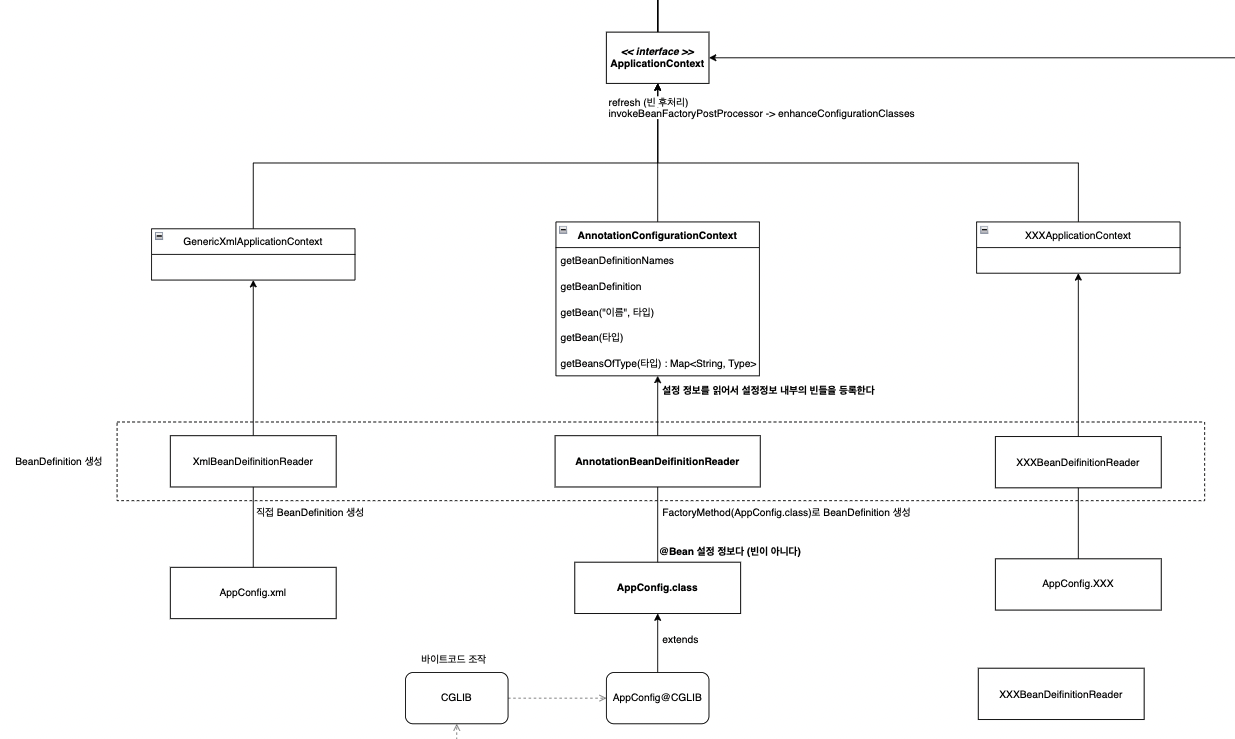 << interface >>
ApplicationContext
refresh (빈 후처리)
invokeBeanFactoryPostProcessor -> enhanceConfigurationClasses
GenericXmlApplicationContext
AnnotationConfigurationContext
getBeanDefinitionNames
getBeanDefinition
getBean("이름", 타입)
getBean(타입)
getBeansOfType(타입) : Map<String, Type>
XXXApplicationContext
설정 정보를 읽어서 설정정보 내부의 빈들을 등록한다
BeanDefinition 생성
XmlBeanDeifinitionReader
AnnotationBeanDeifinitionReader
XXXBeanDeifinitionReader
직접 BeanDefinition 생성
FactoryMethod(AppConfig.class)로 BeanDefinition 생성
@Bean 설정 정보다 (빈이 아니다)
AppConfig.xml
AppConfig.class
AppConfig.XXX
extends
바이트코드 조작
CGLIB
AppConfig@CGLIB
XXXBeanDeifinitionReader